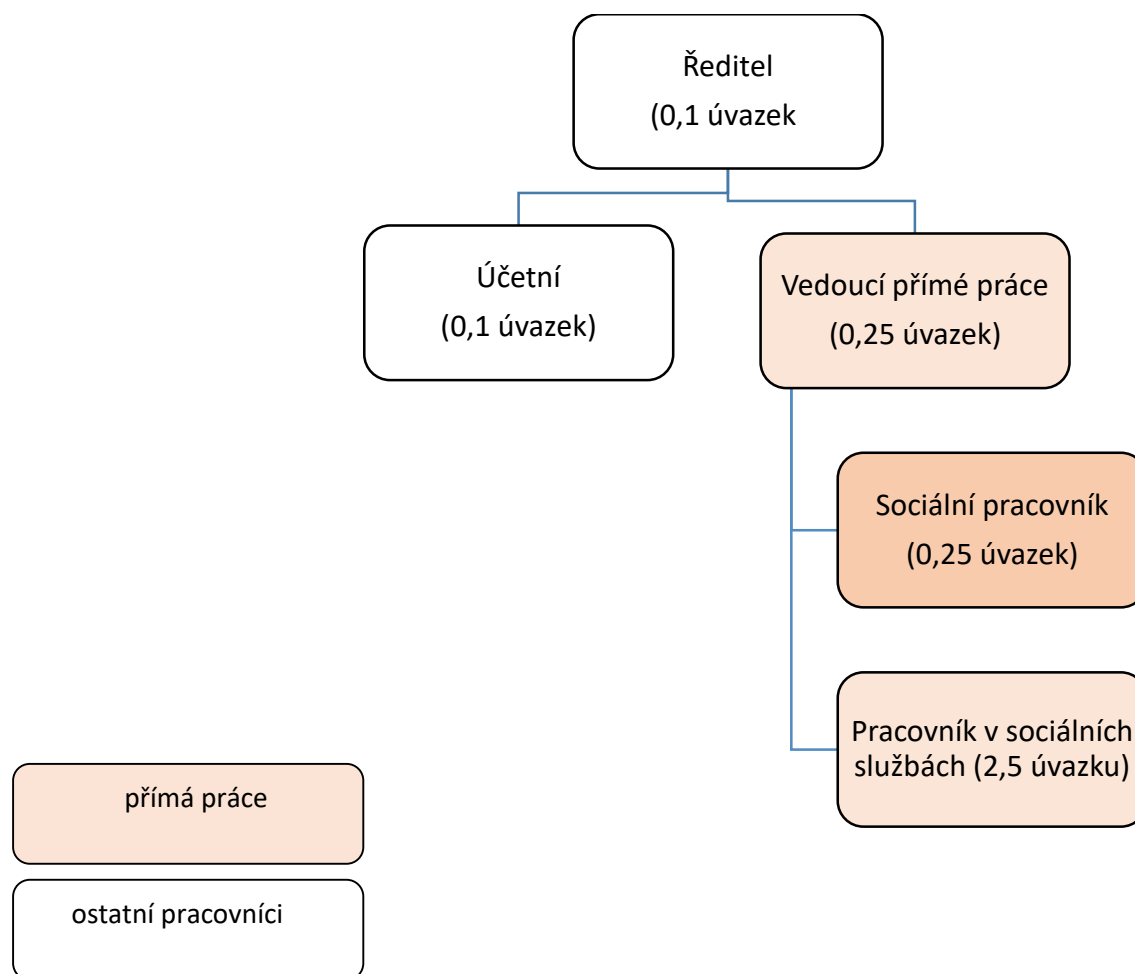 Ředitel
(0,1 úvazek
Účetní
(0,1 úvazek)
Vedoucí přímé práce
(0,25 úvazek)
Sociální pracovník
(0,25 úvazek)
Pracovník v sociálních
službách (2,5 úvazku)
přímá práce
ostatní pracovníci